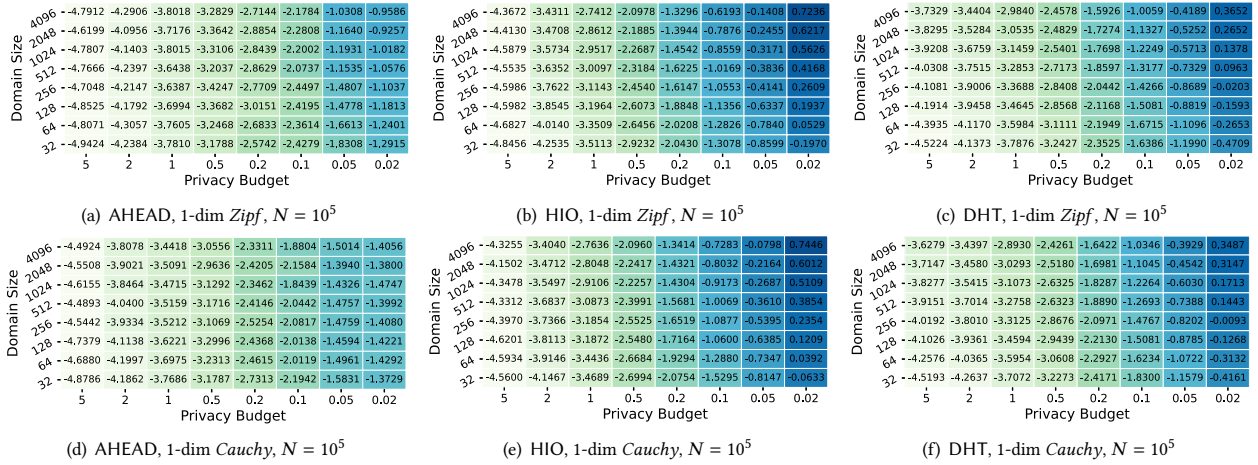 Domain Size
4096 -4.7912 -4.2906 -3.8018 -3.2829 -2.7144 -2.1784 -1.0308 -0.9586
2048 -4.6199 -4.0956 -3.7176 -3.3642 -2.8854 -2.2808 -1.1640 -0.9257
1024 -4.7807 -4.1403 -3.8015 -3.3106 -2.8439 -2.2002 -1.1931 -1.0182
512 -4.7666 -4.2397 -3.6438 -3.2037 -2.8629 -2.0737 -1.1535 -1.0576
256 -4.7048 -4.2147 -3.6387 -3.4247 -2.7709 -2.4497 -1.4807 -1.1037
128 -4.8525 -4.1792 -3.6994 -3.3682 -3.0151 -2.4195 -1.4778 -1.1813
64 -4.8071 -4.3057 -3.7605 -3.2468 -2.6833 -2.3614 -1.6613 -1.2401
32 -4.9424 -4.2384 -3.7810 -3.1788 -2.5742 -2.4279 -1.8308 -1.2915
5 2 1 0.5 0.2 0.1 0.05 0.02
Privacy Budget
(a) AHEAD, 1-dim Zipf, N = 10⁵
Domain Size
4096 -4.3672 -3.4311 -2.7412 -2.0978 -1.3296 -0.6193 -0.1408 0.7236
2048 -4.4130 -3.4708 -2.8612 -2.1885 -1.3944 -0.7876 -0.2455 0.6217
1024 -4.5879 -3.5734 -2.9517 -2.2687 -1.4542 -0.8559 -0.3171 0.5626
512 -4.5535 -3.6352 -3.0097 -2.3184 -1.6225 -1.0169 -0.3836 0.4168
256 -4.5986 -3.7622 -3.1143 -2.4540 -1.6147 -1.0553 -0.4141 0.2609
128 -4.5982 -3.8545 -3.1964 -2.6073 -1.8848 -1.1356 -0.6337 0.1937
64 -4.6827 -4.0140 -3.3509 -2.6456 -2.0208 -1.2826 -0.7840 0.0529
32 -4.8456 -4.2535 -3.5113 -2.9232 -2.0430 -1.3078 -0.8599 -0.1970
5 2 1 0.5 0.2 0.1 0.05 0.02
Privacy Budget
(b) HIO, 1-dim Zipf, N = 10⁵
Domain Size
4096 -3.7329 -3.4404 -2.9840 -2.4578 -1.5926 -1.0059 -0.4189 0.3652
2048 -3.8295 -3.5284 -3.0535 -2.4829 -1.7274 -1.1327 -0.5252 0.2652
1024 -3.9208 -3.6753 -3.1459 -2.5401 -1.7698 -1.2249 -0.5713 0.1378
512 -4.0308 -3.7515 -3.2853 -2.7173 -1.8597 -1.3177 -0.7329 0.0963
256 -4.1081 -3.9006 -3.3688 -2.8408 -2.0442 -1.4266 -0.8689 -0.0203
128 -4.1914 -3.9458 -3.4645 -2.8568 -2.1168 -1.5081 -0.8819 -0.1593
64 -4.3935 -4.1170 -3.5984 -3.1111 -2.1949 -1.6715 -1.1096 -0.2653
32 -4.5224 -4.1373 -3.7876 -3.2427 -2.3525 -1.6386 -1.1990 -0.4709
5 2 1 0.5 0.2 0.1 0.05 0.02
Privacy Budget
(c) DHT, 1-dim Zipf, N = 10⁵
Domain Size
4096 -4.4924 -3.8078 -3.4418 -3.0556 -2.3311 -1.8804 -1.5014 -1.4056
2048 -4.5508 -3.9021 -3.5091 -2.9636 -2.4205 -2.1584 -1.3940 -1.3800
1024 -4.6155 -3.8464 -3.4715 -3.1292 -2.3462 -1.8439 -1.4326 -1.4747
512 -4.4893 -4.0400 -3.5159 -3.1716 -2.4146 -2.0442 -1.4757 -1.3992
256 -4.5442 -3.9334 -3.5212 -3.1069 -2.5254 -2.0817 -1.4759 -1.4080
128 -4.7379 -4.1138 -3.6221 -3.2996 -2.4368 -2.0138 -1.4594 -1.4221
64 -4.6880 -4.1997 -3.6975 -3.2313 -2.4615 -2.0119 -1.4961 -1.4292
32 -4.8786 -4.1862 -3.7686 -3.1787 -2.7313 -2.1942 -1.5831 -1.3729
5 2 1 0.5 0.2 0.1 0.05 0.02
Privacy Budget
(d) AHEAD, 1-dim Cauchy, N = 10⁵
Domain Size
4096 -4.3255 -3.4040 -2.7636 -2.0960 -1.3414 -0.7283 -0.0798 0.7446
2048 -4.1502 -3.4712 -2.8048 -2.2417 -1.4321 -0.8032 -0.2164 0.6012
1024 -4.3478 -3.5497 -2.9106 -2.2257 -1.4304 -0.9173 -0.2687 0.5109
512 -4.3312 -3.6837 -3.0873 -2.3991 -1.5681 -1.0069 -0.3610 0.3854
256 -4.3970 -3.7366 -3.1854 -2.5525 -1.6519 -1.0877 -0.5395 0.2354
128 -4.6201 -3.8113 -3.1872 -2.5480 -1.7164 -1.0600 -0.6385 0.1209
64 -4.5934 -3.9146 -3.4436 -2.6684 -1.9294 -1.2880 -0.7347 0.0392
32 -4.5600 -4.1467 -3.4689 -2.6994 -2.0754 -1.5295 -0.8147 -0.0633
5 2 1 0.5 0.2 0.1 0.05 0.02
Privacy Budget
(e) HIO, 1-dim Cauchy, N = 10⁵
Domain Size
4096 -3.6279 -3.4397 -2.8930 -2.4261 -1.6422 -1.0346 -0.3929 0.3487
2048 -3.7147 -3.4580 -3.0293 -2.5180 -1.6981 -1.1045 -0.4542 0.3147
1024 -3.8277 -3.5415 -3.1073 -2.6325 -1.8287 -1.2264 -0.6030 0.1713
512 -3.9151 -3.7014 -3.2758 -2.6323 -1.8890 -1.2693 -0.7388 0.1443
256 -4.0192 -3.8010 -3.3125 -2.8676 -2.0971 -1.4767 -0.8202 -0.0093
128 -4.1026 -3.9361 -3.4594 -2.9439 -2.2130 -1.5081 -0.8785 -0.1268
64 -4.2576 -4.0365 -3.5954 -3.0608 -2.2927 -1.6234 -1.0722 -0.3132
32 -4.5193 -4.2637 -3.7072 -3.2273 -2.4171 -1.8300 -1.1579 -0.4161
5 2 1 0.5 0.2 0.1 0.05 0.02
Privacy Budget
(f) DHT, 1-dim Cauchy, N = 10⁵